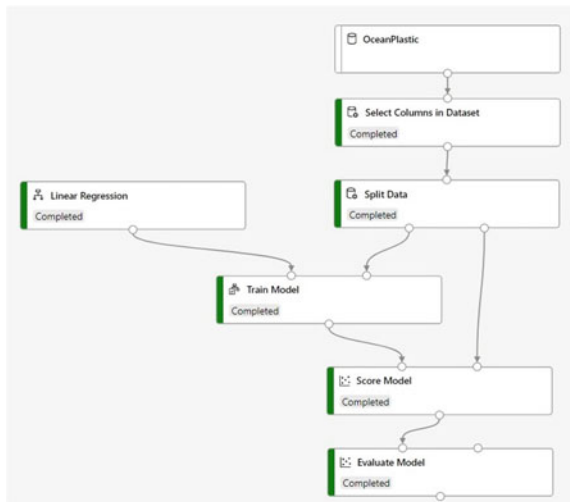 OceanPlastic
Select Columns in Dataset
Completed
Linear Regression
Completed
Split Data
Completed
Train Model
Completed
Score Model
Completed
Evaluate Model
Completed